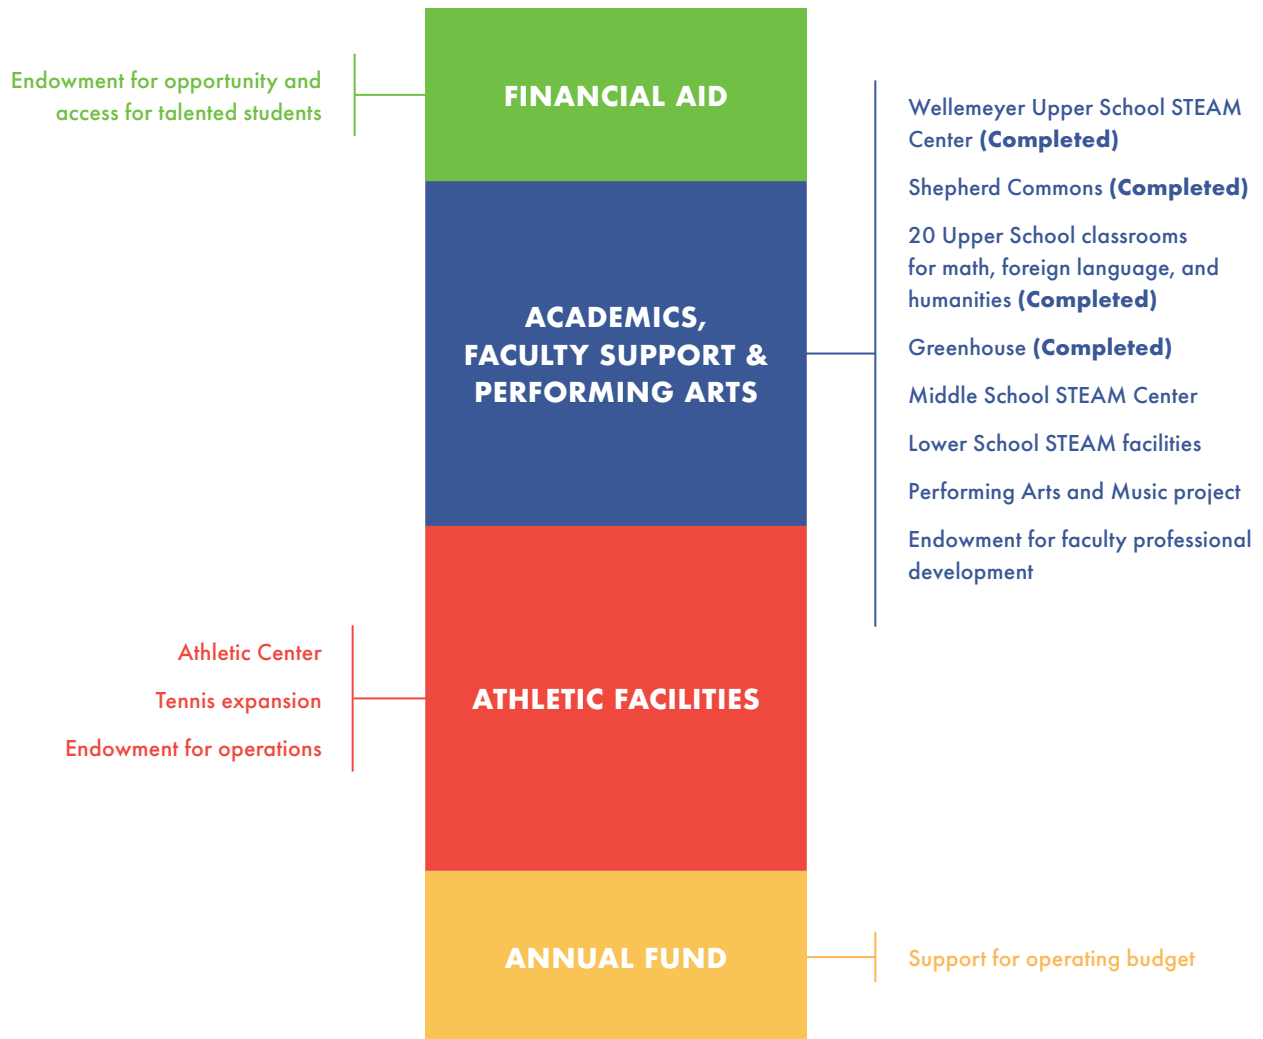 Endowment for opportunity and
access for talented students
FINANCIAL AID
Wellemeyer Upper School STEAM
Center (Completed)
Shepherd Commons (Completed)
20 Upper School classrooms
for math, foreign language, and
humanities (Completed)
Greenhouse (Completed)
Middle School STEAM Center
Lower School STEAM facilities
Performing Arts and Music project
Endowment for faculty professional
development
ACADEMICS,
FACULTY SUPPORT &
PERFORMING ARTS
Athletic Center
Tennis expansion
Endowment for operations
ATHLETIC FACILITIES
ANNUAL FUND
Support for operating budget